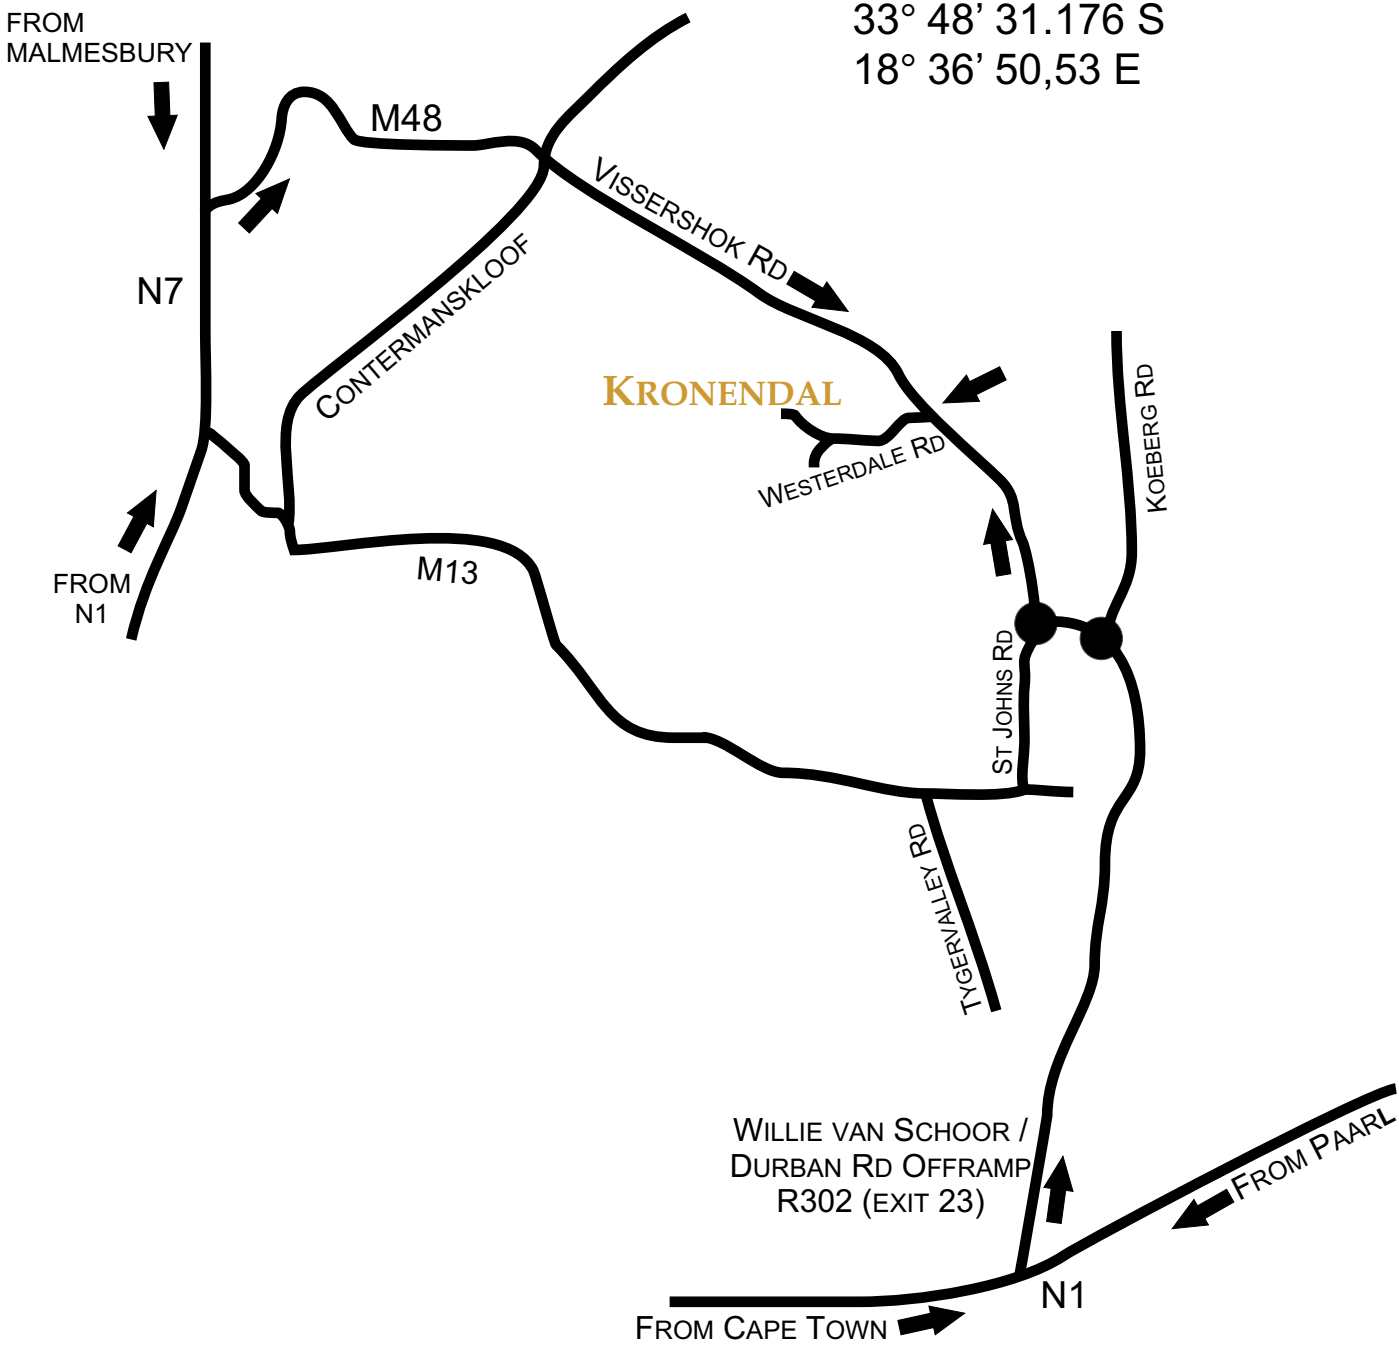 FROM
MALMESBURY
33° 48’ 31.176 S
18° 36’ 50,53 E
M48
VISSERSHOK RD
N7
CONTERMANSKLOOF
KRONENDAL
KOEBERG RD
WESTERDALE RD
M13
FROM
N1
ST JOHNS RD
TYGERVALLEY RD
WILLIE VAN SCHOOR /
DURBAN RD OFFRAMP
R302 (EXIT 23)
FROM PAARL
N1
FROM CAPE TOWN